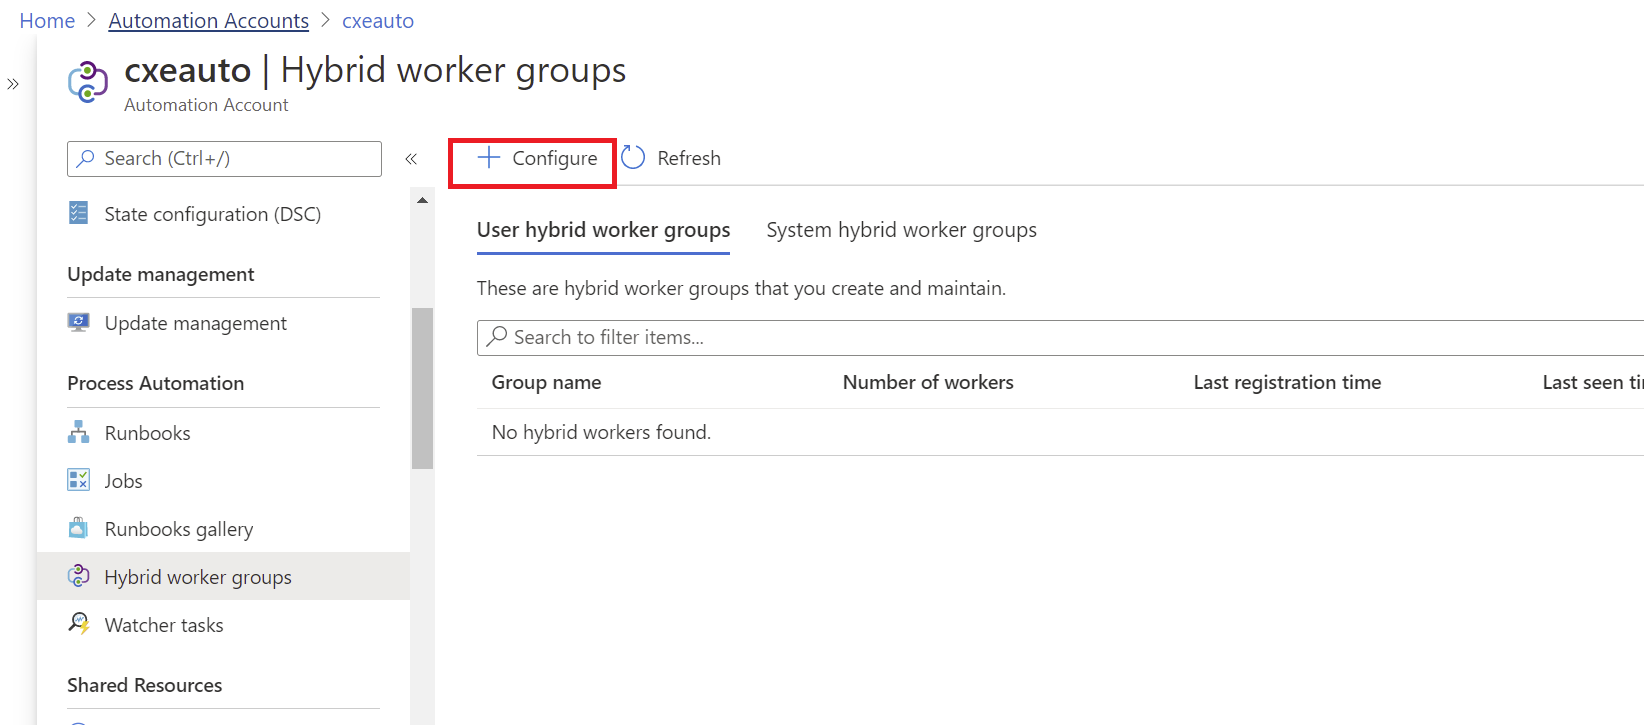 Home > Automation Accounts > cxeauto
»
cxeauto | Hybrid worker groups
Automation Account
Search (Ctrl+/)
«
State configuration (DSC)
Update management
Update management
Process Automation
Runbooks
Jobs
Runbooks gallery
Hybrid worker groups
Watcher tasks
Shared Resources
+ Configure Refresh
User hybrid worker groups System hybrid worker groups
These are hybrid worker groups that you create and maintain.
Search to filter items...
Group name Number of workers Last registration time Last seen
No hybrid workers found.